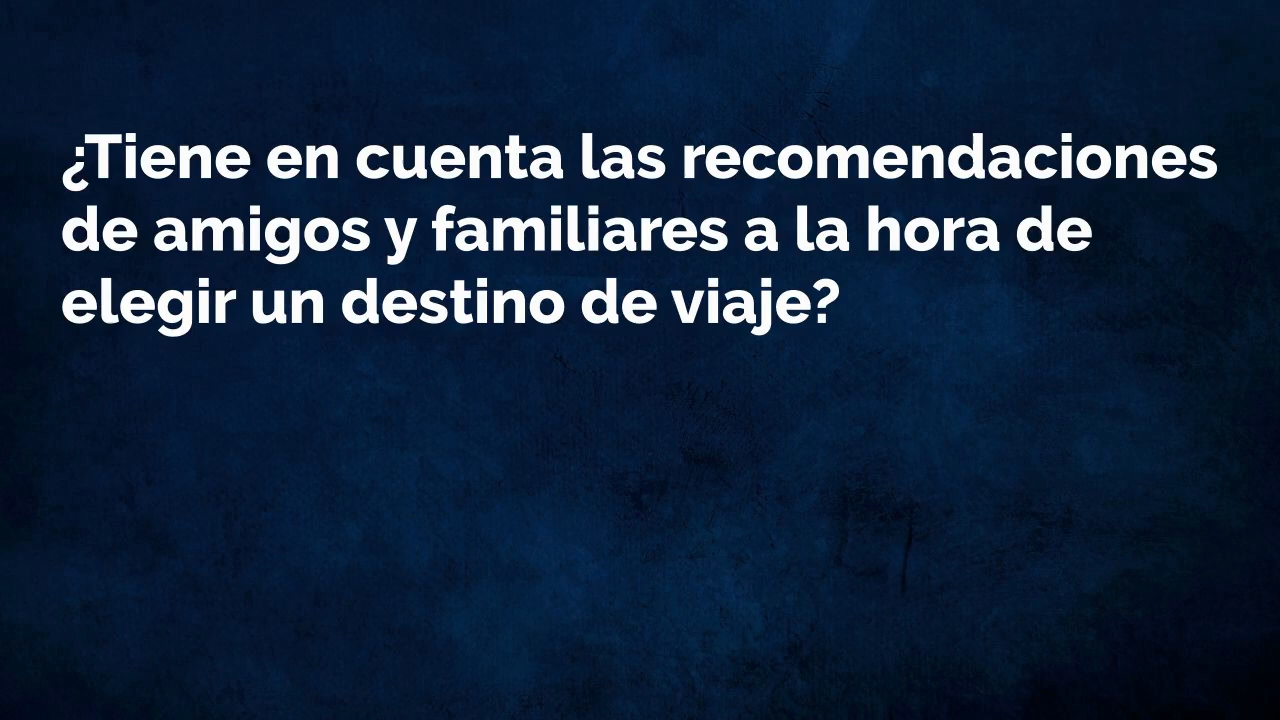 ¿Tiene en cuenta las recomendaciones
de amigos y familiares a la hora de
elegir un destino de viaje?